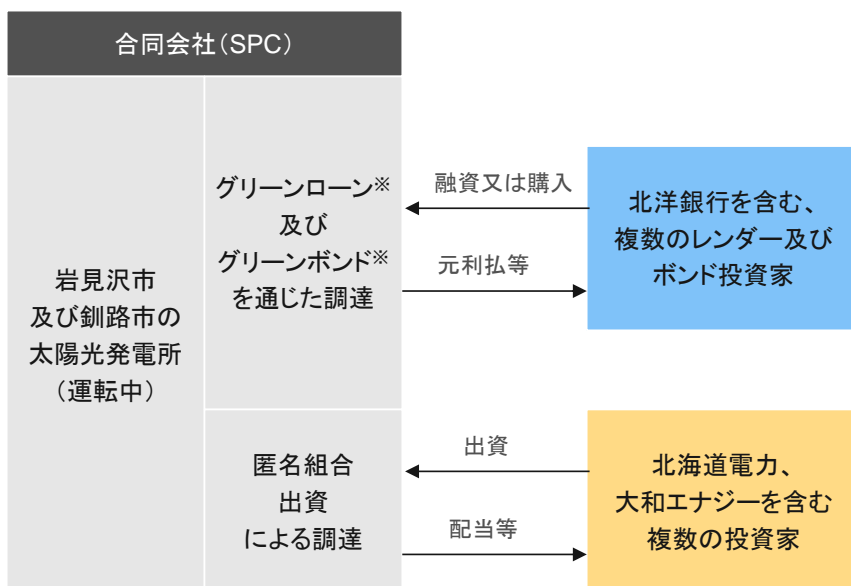 合同会社(SPC)
岩見沢市
及び釧路市の
太陽光発電所
(運転中)
グリーンローン※
及び
グリーンボンド※
を通じた調達
融資又は購入
元利払等
北洋銀行を含む、
複数のレンダー及び
ボンド投資家
匿名組合
出資
による調達
出資
配当等
北海道電力、
大和エナジーを含む
複数の投資家